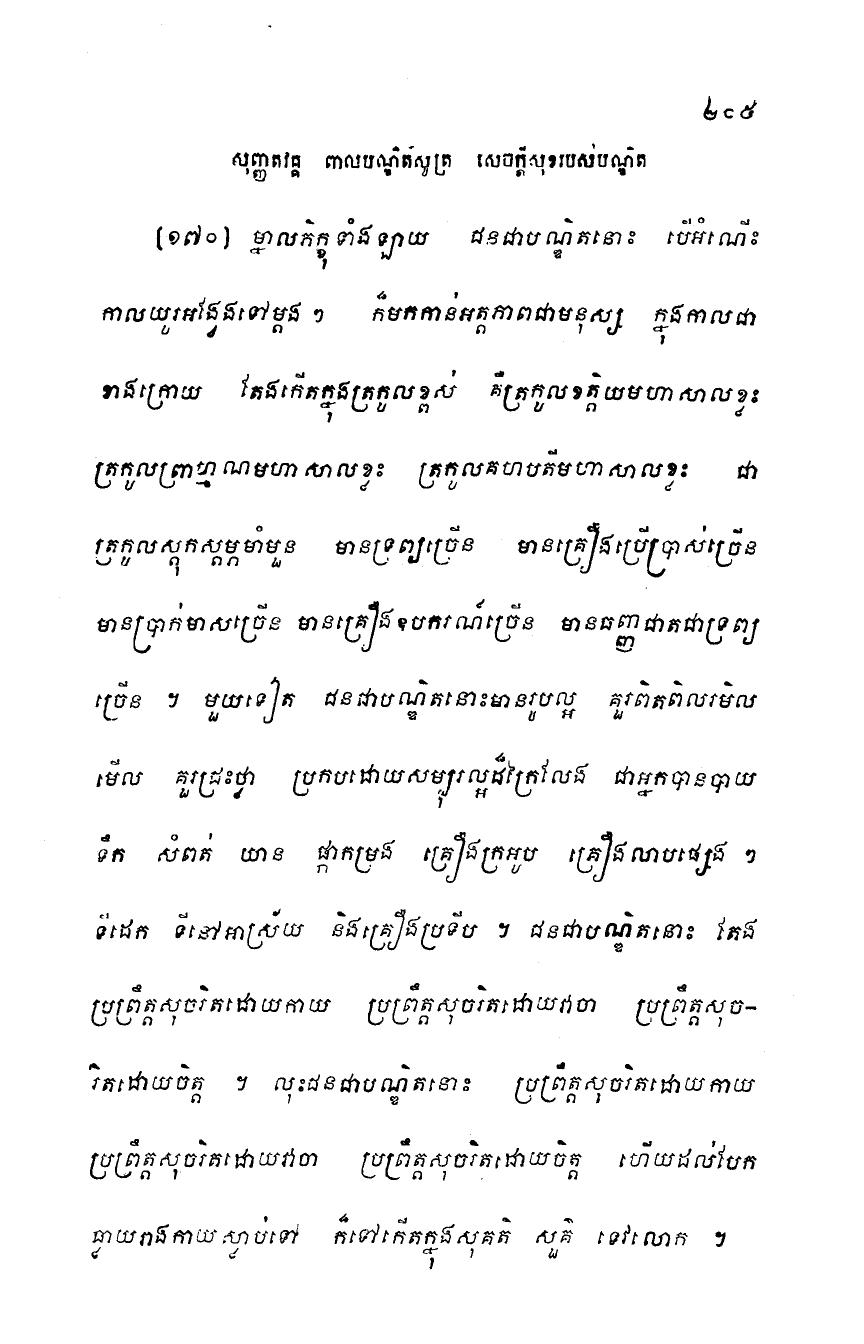 ២៤៥
សុញ្ញតវគ្គ ពាលបណ្ឌិតសូត្រ សេចក្តីសុខរបស់បណ្ឌិត
(១៧០) ម្នាលភិក្ខុទាំងឡាយ ជនជាបណ្ឌិតនោះ បើអំណើះ
កាលយូរអង្វែងទៅម្តងៗ ក៏មកកាន់អត្តភាពជាមនុស្ស ក្នុងកាលជា
ខាងក្រោយ តែងកើតក្នុងត្រកូលខ្ពស់ គឺត្រកូលខត្តិយមហាសាលខ្លះ
ត្រកូលព្រាហ្មណមហាសាលខ្លះ ត្រកូលគហបតីមហាសាលខ្លះ ជា
ត្រកូលស្តុកស្តម្ភមាំមួន មានទ្រព្យច្រើន មានគ្រឿងប្រើប្រាស់ច្រើន
មានប្រាក់មាសច្រើន មានគ្រឿងឧបករណ៍ច្រើន មានធញ្ញជាតជាទ្រព្យ
ច្រើន ។ មួយទៀត ជនជាបណ្ឌិតនោះមានរូបល្អ គួរពិតពិលរមិល
មើល គួរជ្រះថ្លា ប្រកបដោយសម្បុរល្អដ៏ក្រៃលែង ជាអ្នកបានបាយ
ទឹក សំពត់ យាន ផ្កាកម្រង គ្រឿងក្រអូប គ្រឿងលាបផ្សេងៗ
ទីដេក ទីនៅអាស្រ័យ និងគ្រឿងប្រទីប ។ ជនជាបណ្ឌិតនោះ តែង
ប្រព្រឹត្តសុចរិតដោយកាយ ប្រព្រឹត្តសុចរិតដោយវាចា ប្រព្រឹត្តសុច-
រិតដោយចិត្ត ។ លុះជនជាបណ្ឌិតនោះ ប្រព្រឹត្តសុចរិតដោយកាយ
ប្រព្រឹត្តសុចរិតដោយវាចា ប្រព្រឹត្តសុចរិតដោយចិត្ត ហើយដល់បែក
ធ្លាយរាងកាយស្លាប់ទៅ ក៏ទៅកើតក្នុងសុគតិ សួគ៌ ទេវលោក ។